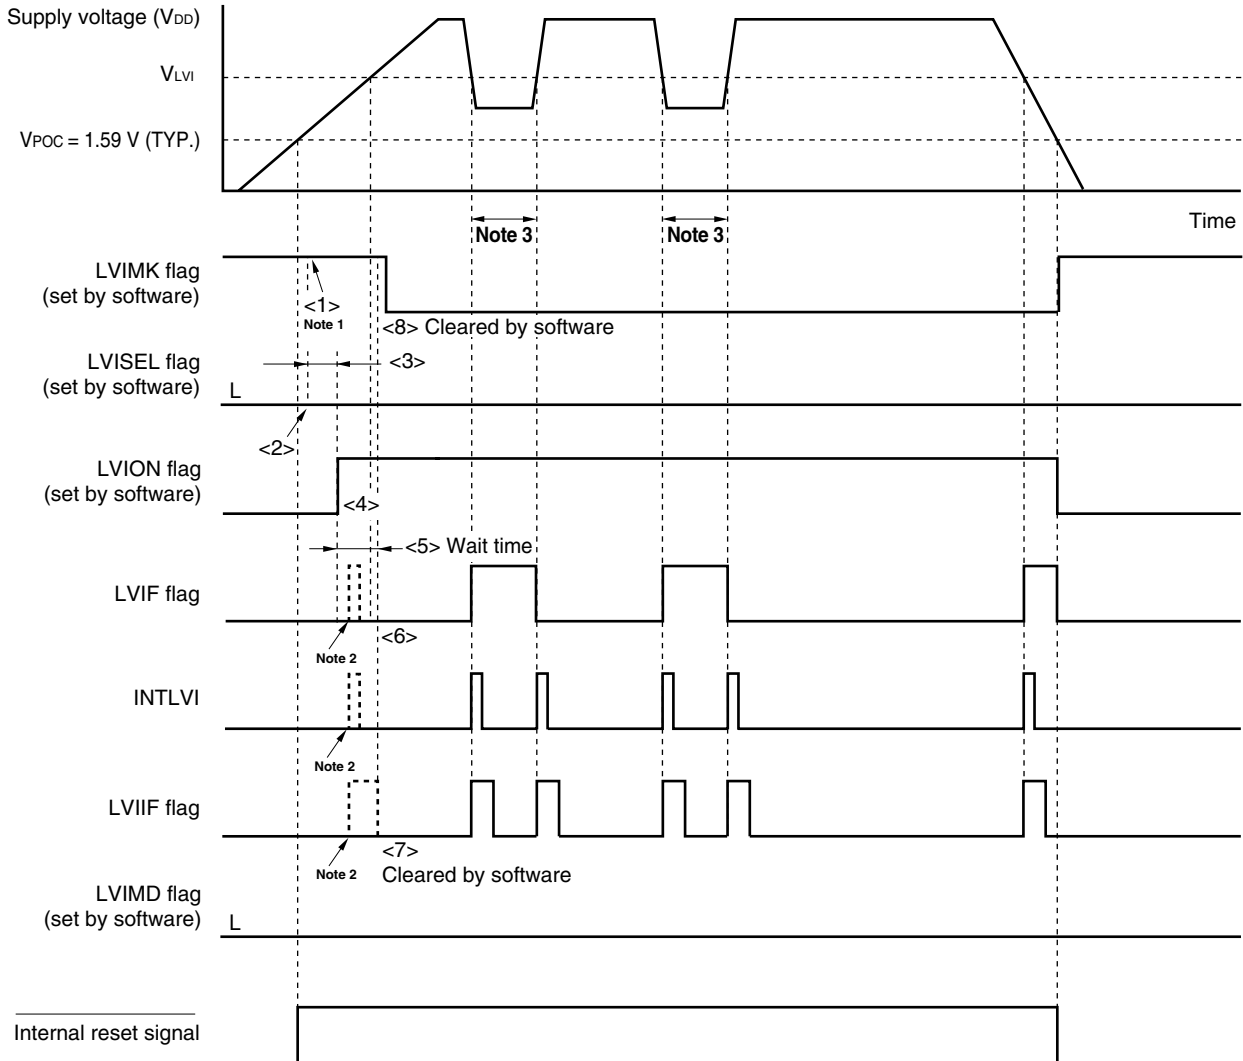 Supply voltage (VDD)
VLVI
VPOC = 1.59 V (TYP.)
Time
Note 3
Note 3
LVIMK flag
(set by software)
<1>
Note 1
<8> Cleared by software
LVISEL flag
(set by software)
L
<3>
<2>
LVION flag
(set by software)
<4>
<5> Wait time
LVIF flag
Note 2
<6>
INTLVI
Note 2
LVIIF flag
Note 2
<7>
Cleared by software
LVIMD flag
(set by software)
L
Internal reset signal